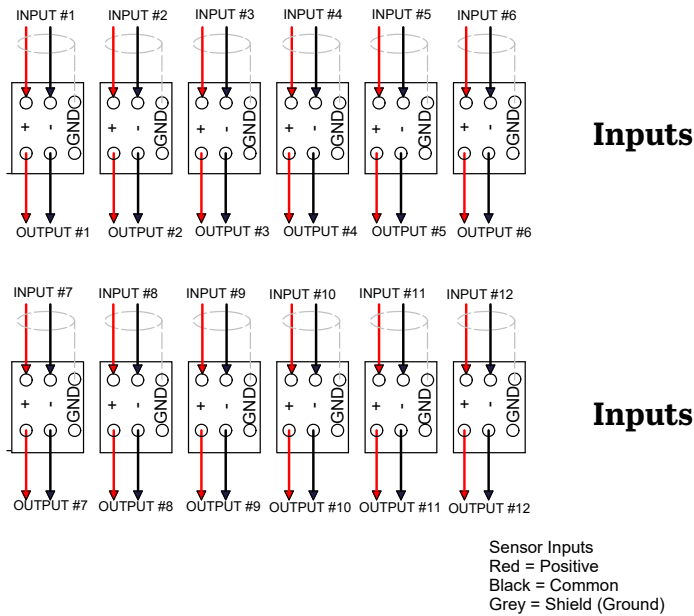 INPUT #1 INPUT #2 INPUT #3 INPUT #4 INPUT #5 INPUT #6
+ - GND + - GND + - GND + - GND + - GND + - GND
Inputs
OUTPUT #1 OUTPUT #2 OUTPUT #3 OUTPUT #4 OUTPUT #5 OUTPUT #6
INPUT #7 INPUT #8 INPUT #9 INPUT #10 INPUT #11 INPUT #12
+ - GND + - GND + - GND + - GND + - GND + - GND
Inputs
OUTPUT #7 OUTPUT #8 OUTPUT #9 OUTPUT #10 OUTPUT #11 OUTPUT #12
Sensor Inputs
Red = Positive
Black = Common
Grey = Shield (Ground)